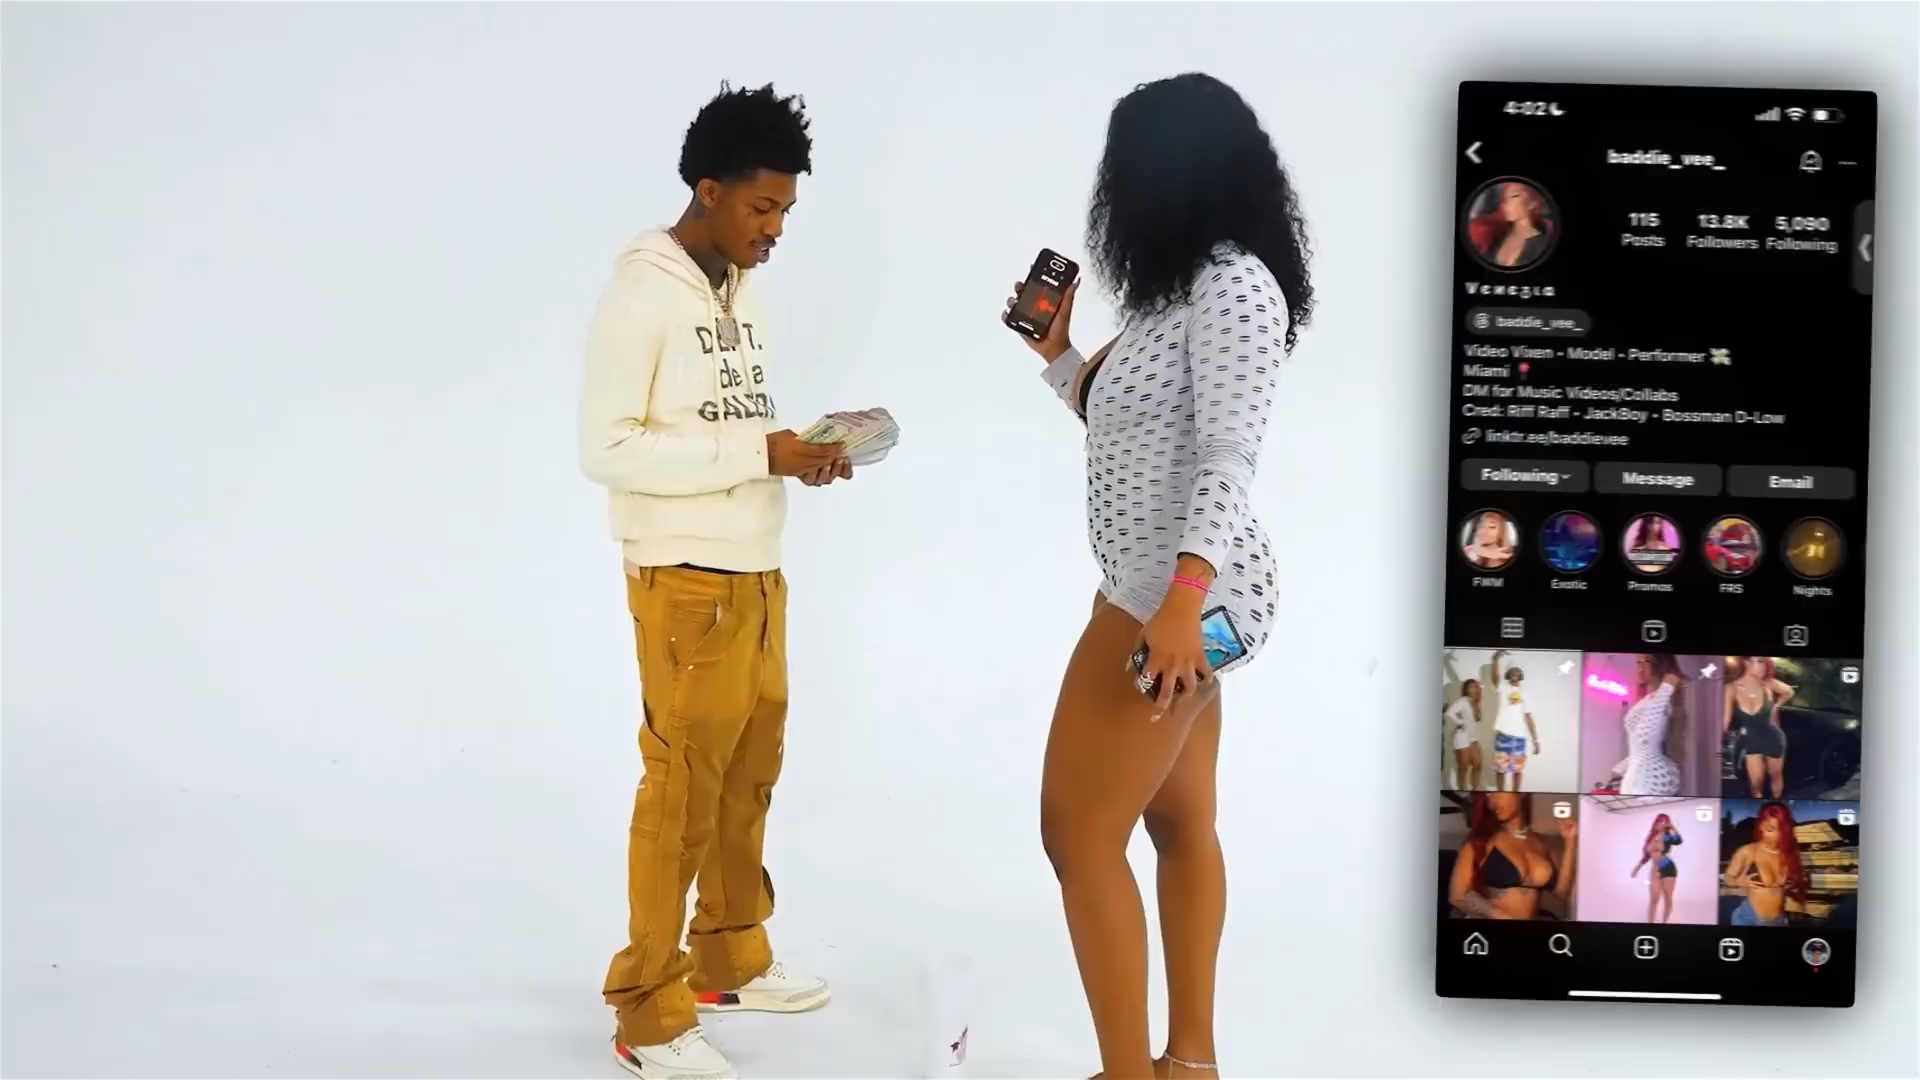 DEPT.
de la
GALLERY
4:02
baddie_vee_
115
Posts
13.8K
Followers
5,090
Following
Venezia
baddie_vee_
Video Vixen - Model - Performer
Miami
DM for Music Videos/Collabs
Cred: Riff Raff - JackBoy - Bossman D-Low
linktr.ee/baddievee
Following
Message
Email
FWM
Exotic
Promos
FRS
Nights